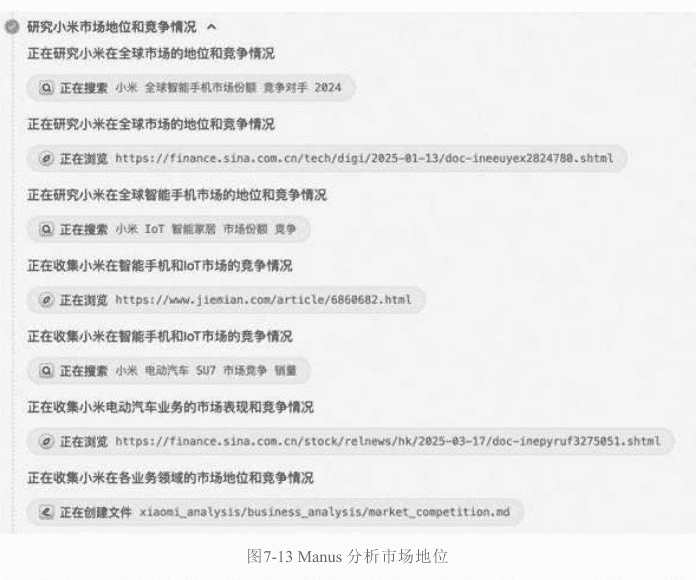 研究小米市场地位和竞争情况
正在研究小米在全球市场的地位和竞争情况
正在搜索 小米 全球智能手机市场份额 竞争对手 2024
正在研究小米在全球市场的地位和竞争情况
正在浏览 https://finance.sina.com.cn/tech/digi/2025-01-13/doc-ineeuyex2824780.shtml
正在研究小米在全球智能手机市场的地位和竞争情况
正在搜索 小米 IoT 智能家居 市场份额 竞争
正在收集小米在智能手机和IoT市场的竞争情况
正在浏览 https://www.jiemian.com/article/6860682.html
正在收集小米在智能手机和IoT市场的竞争情况
正在搜索 小米 电动汽车 SU7 市场竞争 销量
正在收集小米电动汽车业务的市场表现和竞争情况
正在浏览 https://finance.sina.com.cn/stock/relnews/hk/2025-03-17/doc-inepyruf3275051.shtml
正在收集小米在各业务领域的市场地位和竞争情况
正在创建文件 xiaomi_analysis/business_analysis/market_competition.md
图7-13 Manus 分析市场地位